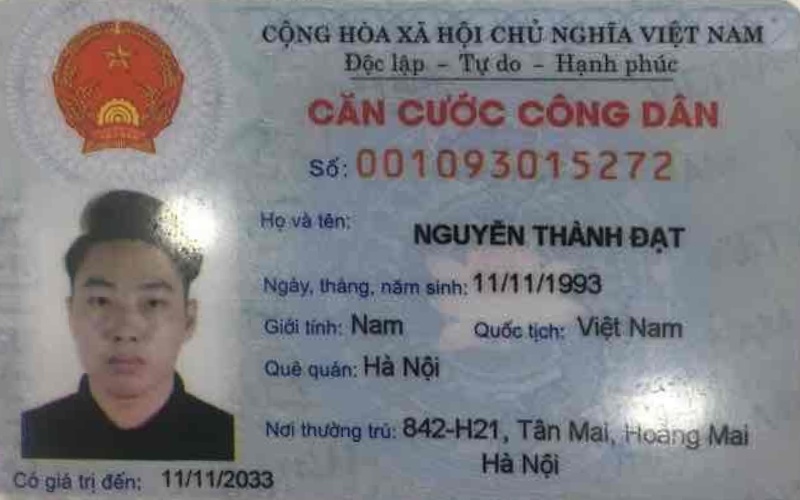 CỘNG HÒA XÃ HỘI CHỦ NGHĨA VIỆT NAM
Độc lập – Tự do – Hạnh phúc
CĂN CƯỚC CÔNG DÂN
Số: 001093015272
Họ và tên: NGUYỄN THÀNH ĐẠT
Ngày, tháng, năm sinh: 11/11/1993
Giới tính: Nam Quốc tịch: Việt Nam
Quê quán: Hà Nội
Nơi thường trú: 842-H21, Tân Mai, Hoàng Mai
Hà Nội
Có giá trị đến: 11/11/2033